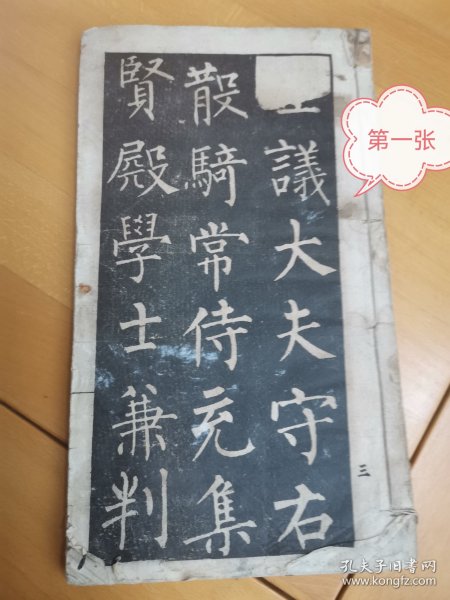 議大夫守右
散騎常侍充集
賢殿學士兼判
三
第一张
孔夫子旧书网
www.kongfz.com